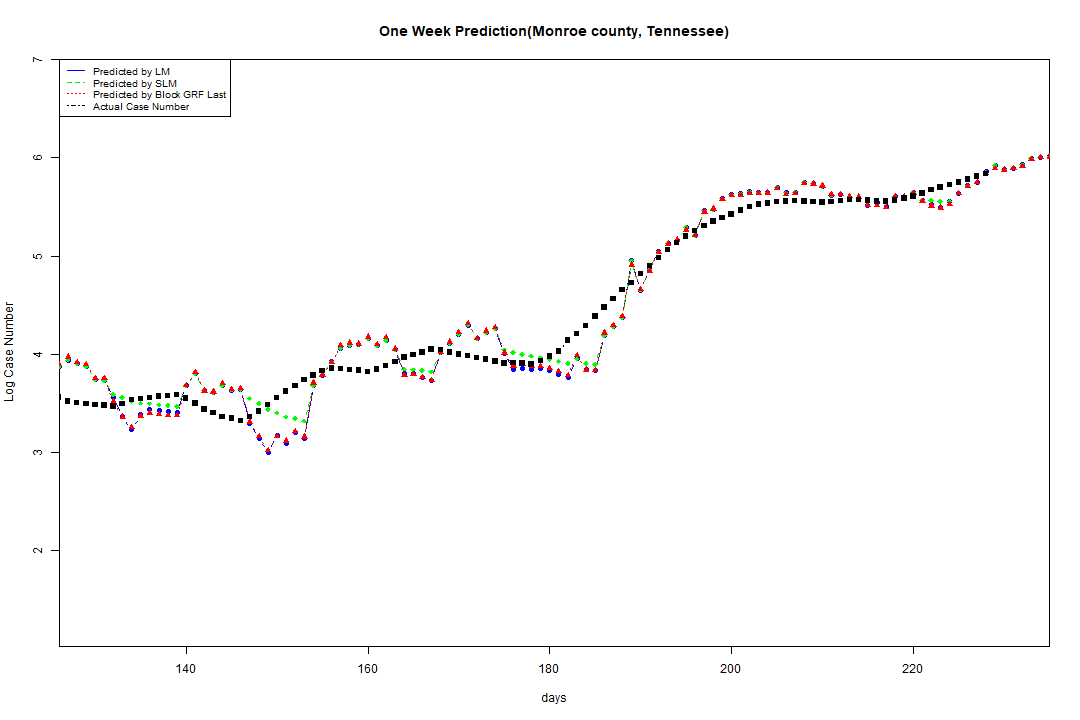 One Week Prediction(Monroe county, Tennessee)
Predicted by LM
Predicted by SLM
Predicted by Block GRF Last
Actual Case Number
7
6
5
4
3
2
Log Case Number
140 160 180 200 220
days